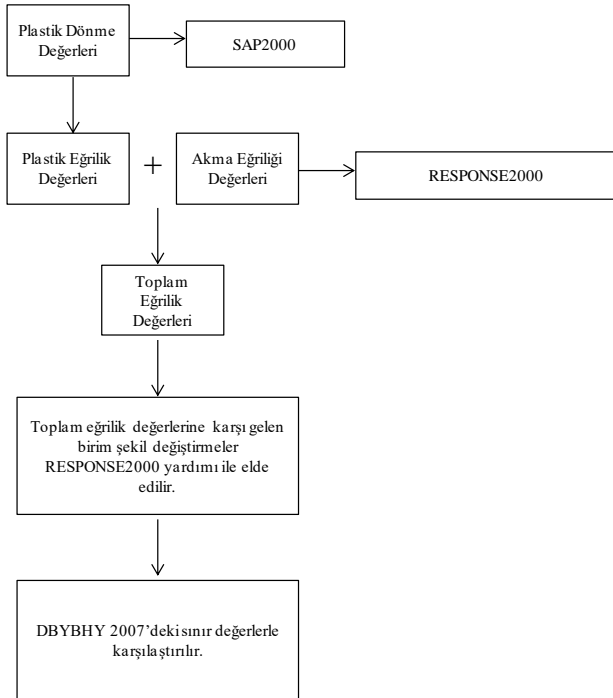 Plastik Dönme
Değerleri
SAP2000
Plastik Eğrilik
Değerleri
+
Akma Eğriliği
Değerleri
RESPONSE2000
Toplam
Eğrilik
Değerleri
Toplam eğrilik değerlerine karşı gelen
birim şekil değiştirmeler
RESPONSE2000 yardımı ile elde
edilir.
DBYBHY 2007’deki sınır değerlerle
karşılaştırılır.